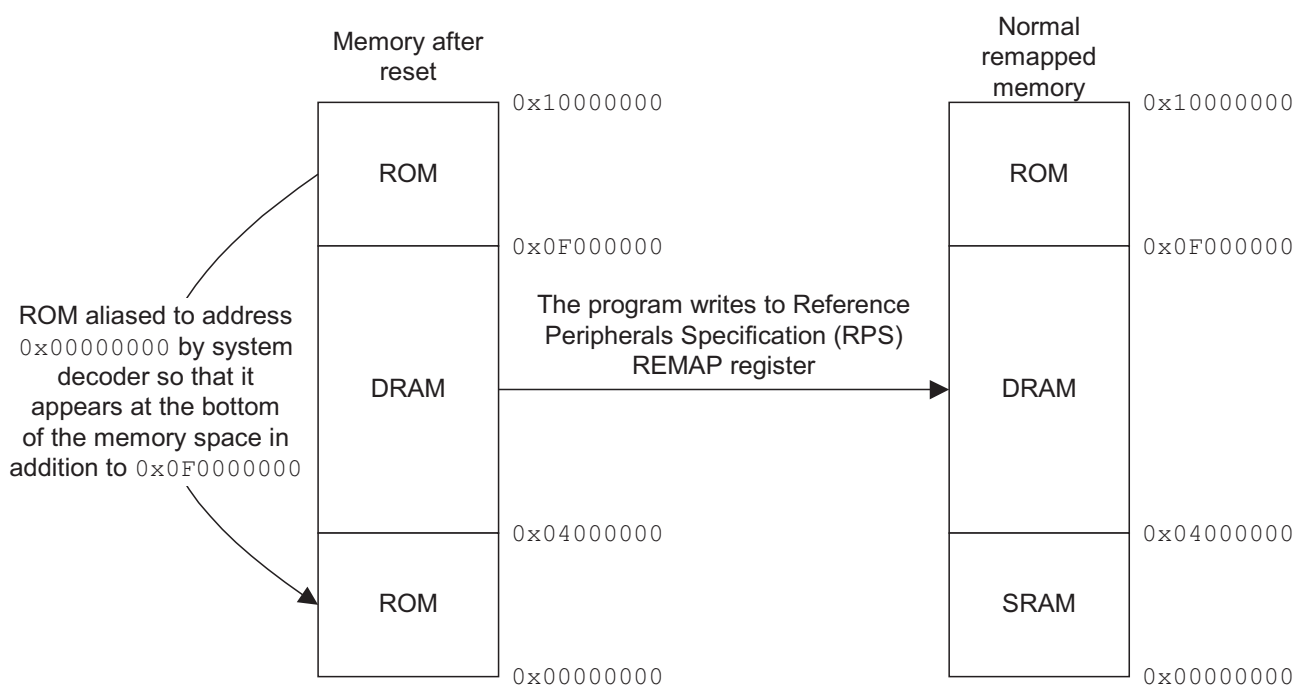 Memory after
reset
0x10000000
ROM
0x0F000000
DRAM
0x04000000
ROM
0x00000000
ROM aliased to address
0x00000000 by system
decoder so that it
appears at the bottom
of the memory space in
addition to 0x0F0000000
The program writes to Reference
Peripherals Specification (RPS)
REMAP register
Normal
remapped
memory
0x10000000
ROM
0x0F000000
DRAM
0x04000000
SRAM
0x00000000